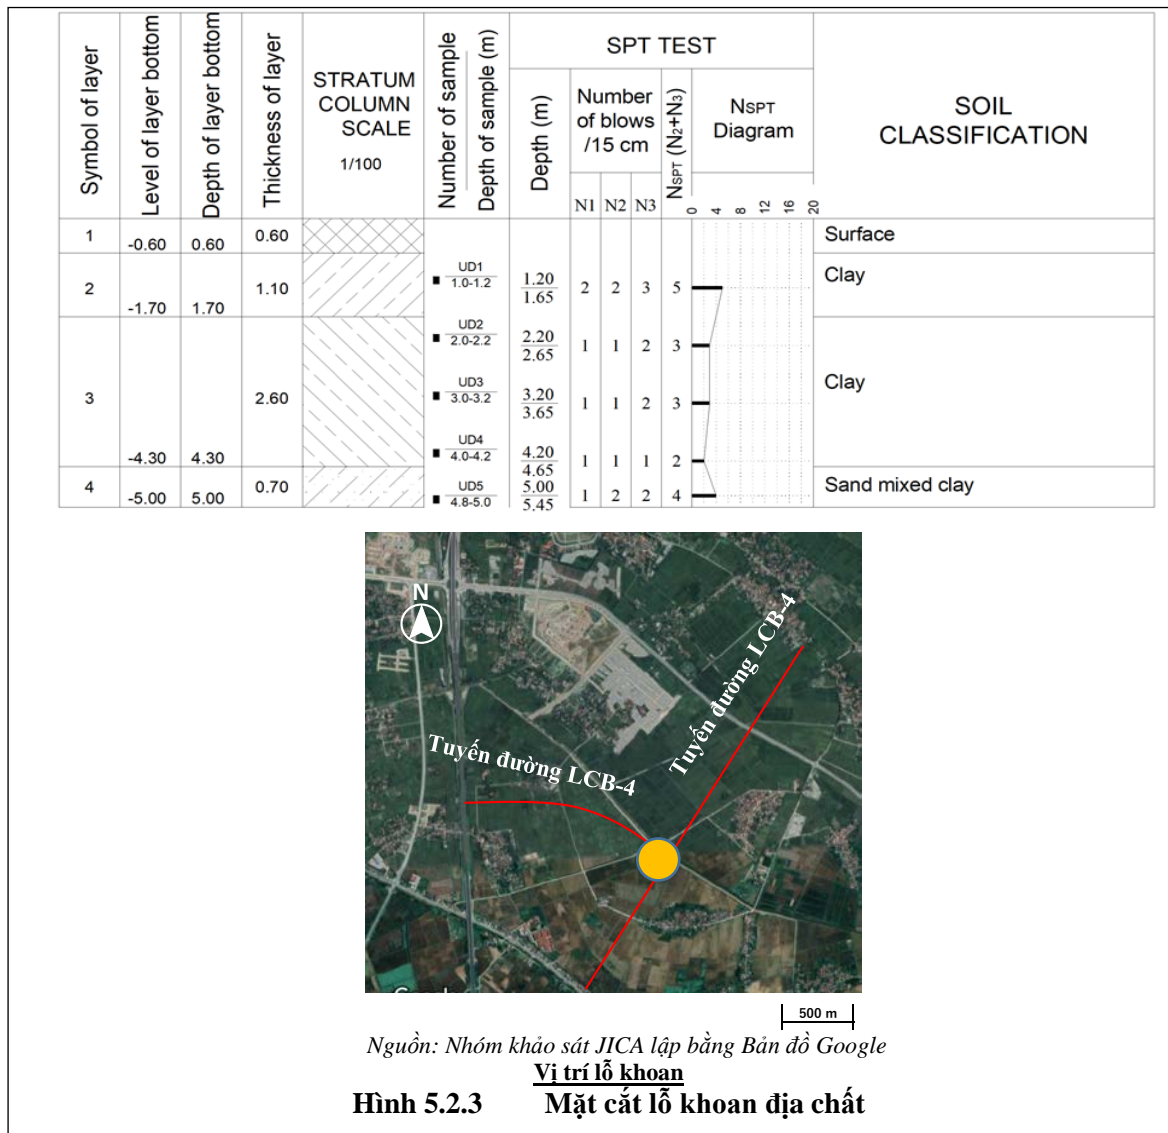 Symbol of layer
Level of layer bottom
Depth of layer bottom
Thickness of layer
STRATUM
COLUMN
SCALE
1/100
Number of sample
Depth of sample (m)
SPT TEST
Depth (m)
Number
of blows
/15 cm
N1 N2 N3
NSPT (N2+N3)
NSPT
Diagram
0 4 8 12 16 20
SOIL
CLASSIFICATION
1 -0.60 0.60 0.60 Surface
2 -1.70 1.70 1.10 UD1 1.0-1.2 1.20 1.65 2 2 3 5 Clay
UD2 2.0-2.2 2.20 2.65 1 1 2 3
3 -4.30 4.30 2.60 UD3 3.0-3.2 3.20 3.65 1 1 2 3 Clay
UD4 4.0-4.2 4.20 4.65 1 1 1 2
4 -5.00 5.00 0.70 UD5 4.8-5.0 5.00 5.45 1 2 2 4 Sand mixed clay
N
Tuyến đường LCB-4
Tuyến đường LCB-4
500 m
Nguồn: Nhóm khảo sát JICA lập bằng Bản đồ Google
Vị trí lỗ khoan
Hình 5.2.3 Mặt cắt lỗ khoan địa chất